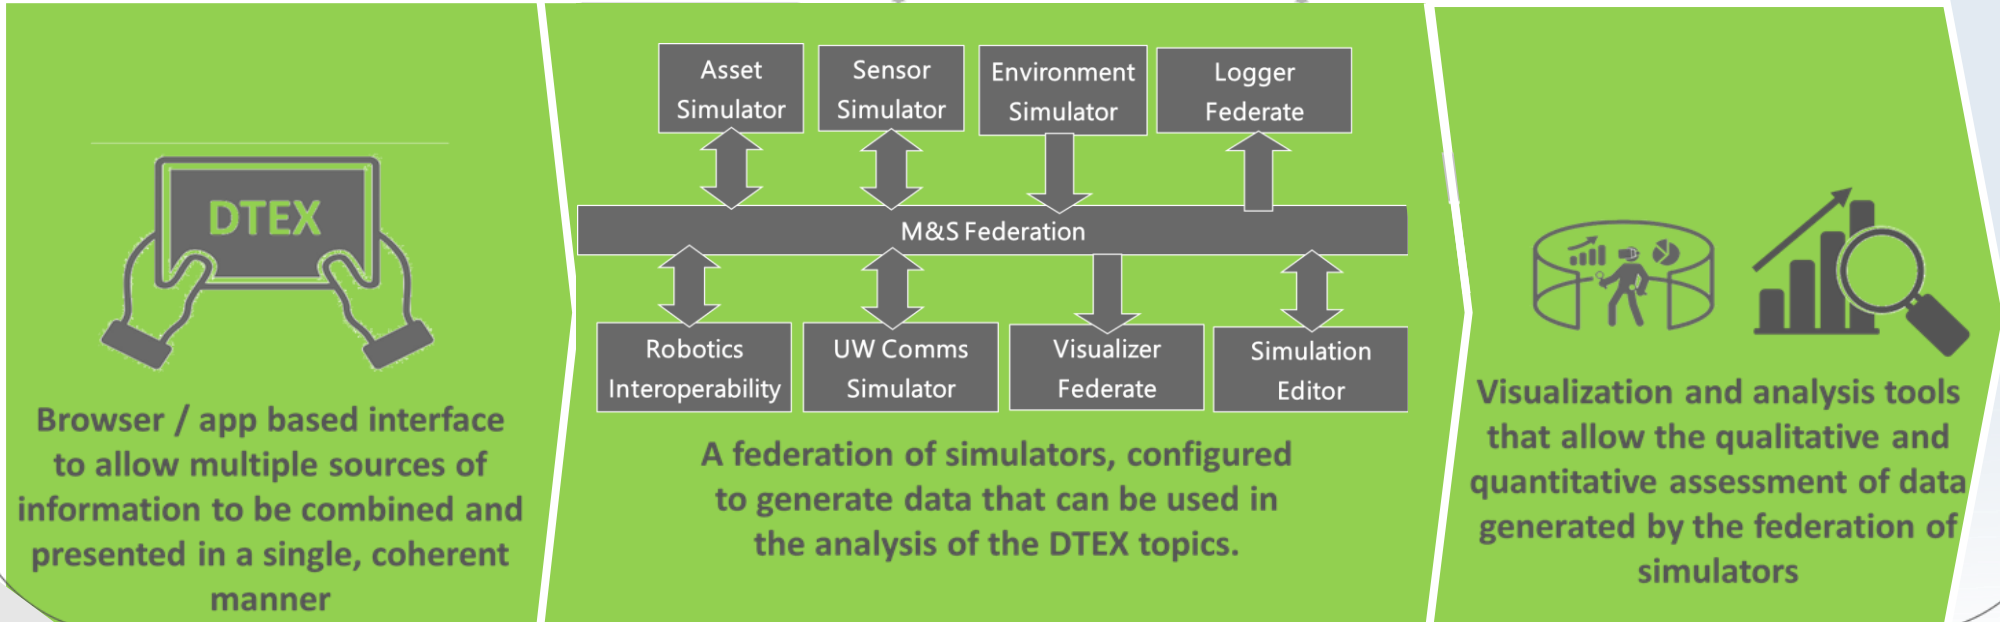 DTEX
Browser / app based interface
to allow multiple sources of
information to be combined and
presented in a single, coherent
manner
Asset
Simulator
Sensor
Simulator
Environment
Simulator
Logger
Federate
M&S Federation
Robotics
Interoperability
UW Comms
Simulator
Visualizer
Federate
Simulation
Editor
A federation of simulators, configured
to generate data that can be used in
the analysis of the DTEX topics.
Visualization and analysis tools
that allow the qualitative and
quantitative assessment of data
generated by the federation of
simulators